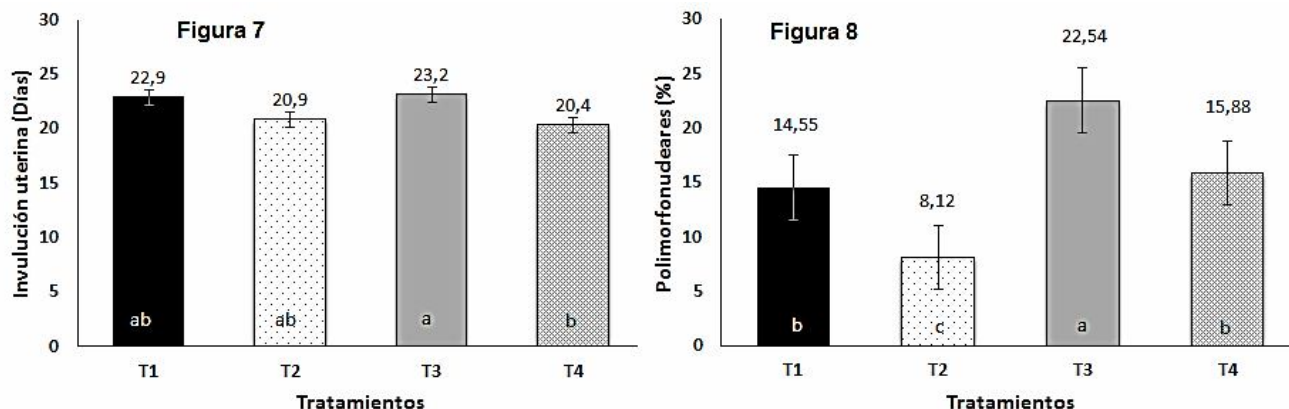 Figura 7
Invulución uterina (Días)
30
25
20
15
10
5
0
22,9
20,9
23,2
20,4
ab
ab
a
b
T1
T2
T3
T4
Tratamientos
Figura 8
Polimorfonudeares (%)
30
25
20
15
10
5
0
14,55
8,12
22,54
15,88
b
c
a
b
T1
T2
T3
T4
Tratamientos